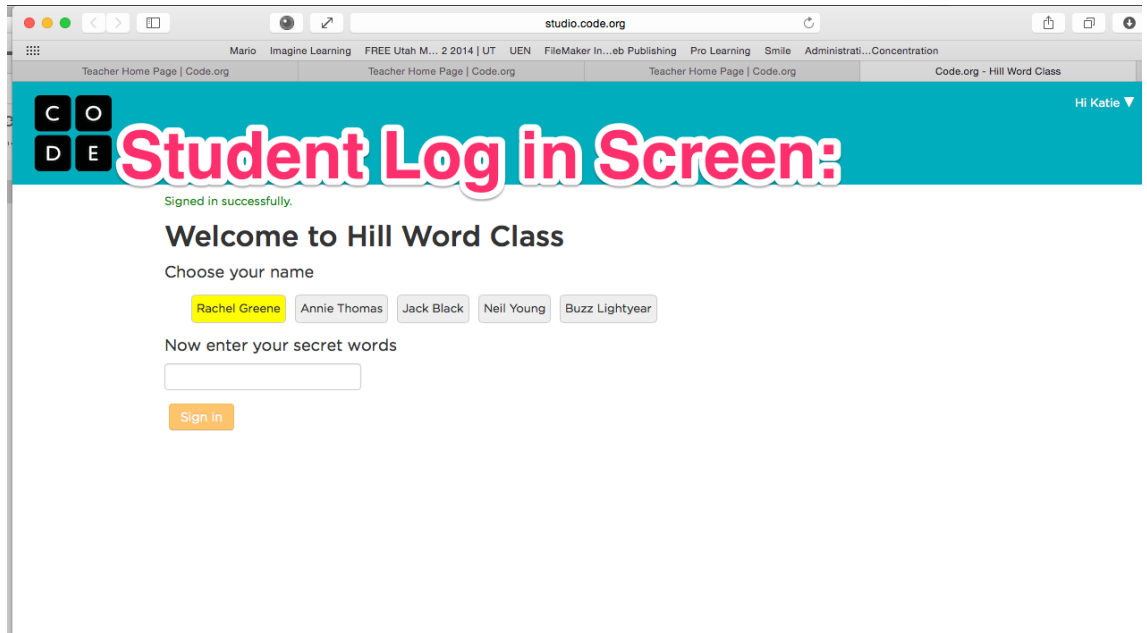 studio.code.org
Mario Imagine Learning FREE Utah M... 2 2014 | UT UEN FileMaker In...eb Publishing Pro Learning Smile Administrati...Concentration
Teacher Home Page | Code.org Teacher Home Page | Code.org Teacher Home Page | Code.org Code.org - Hill Word Class
C O
D E
Hi Katie ▼
Student Log in Screen:
Signed in successfully.
Welcome to Hill Word Class
Choose your name
Rachel Greene Annie Thomas Jack Black Neil Young Buzz Lightyear
Now enter your secret words
Sign in